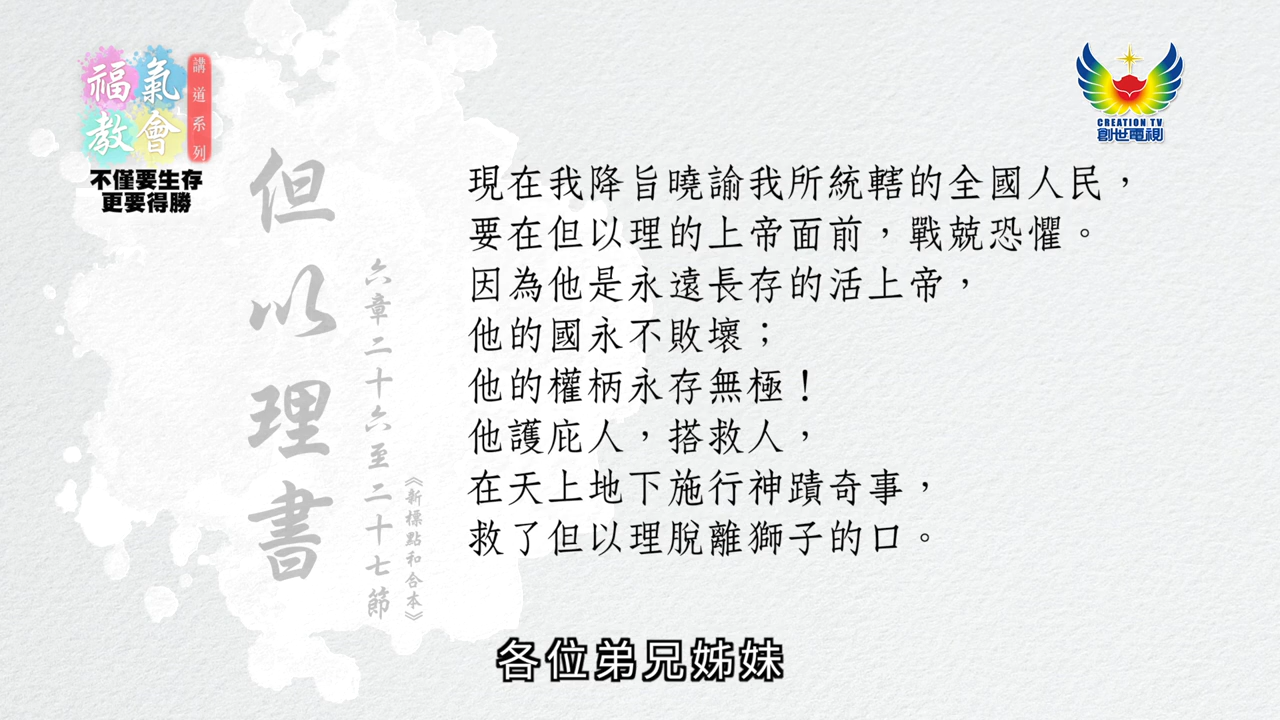 福氣
教會
講道系列
不僅要生存
更要得勝
CREATION TV
創世電視
但以理書
六章二十六至二十七節
《新標點和合本》
現在我降旨曉諭我所統轄的全國人民，
要在但以理的上帝面前，戰兢恐懼。
因為他是永遠長存的活上帝，
他的國永不敗壞；
他的權柄永存無極！
他護庇人，搭救人，
在天上地下施行神蹟奇事，
救了但以理脫離獅子的口。
各位弟兄姊妹